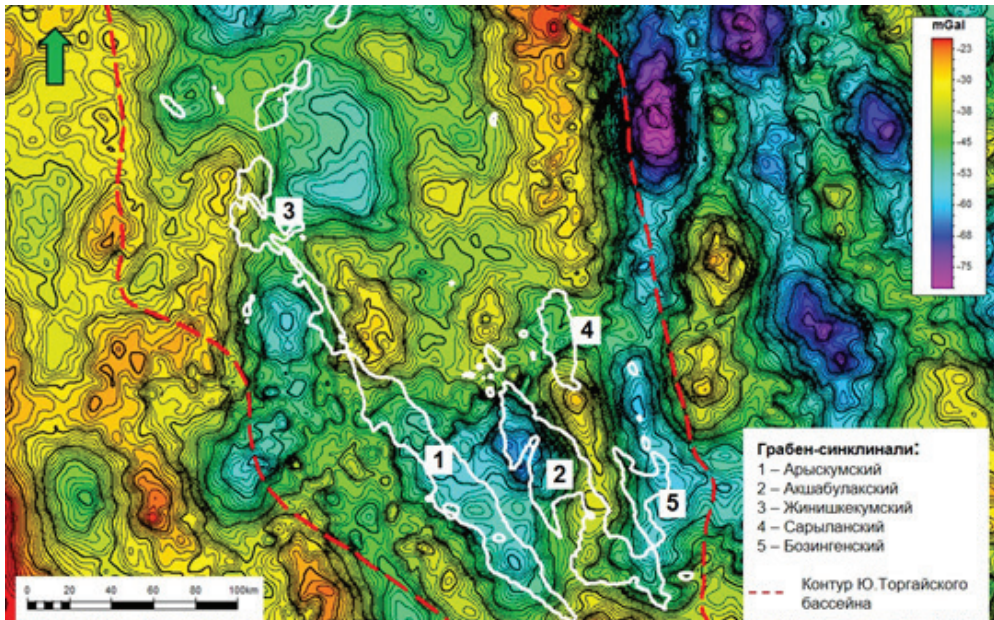 mGal
-23
-30
-38
-45
-53
-60
-68
-75
3
4
1
2
5
Грабен-синклинали:
1 – Арыскумский
2 – Акшабулакский
3 – Жинишкекумский
4 – Сарыланский
5 – Бозингенский
Контур Ю.Торгайского
бассейна
0 20 40 60 80 100km